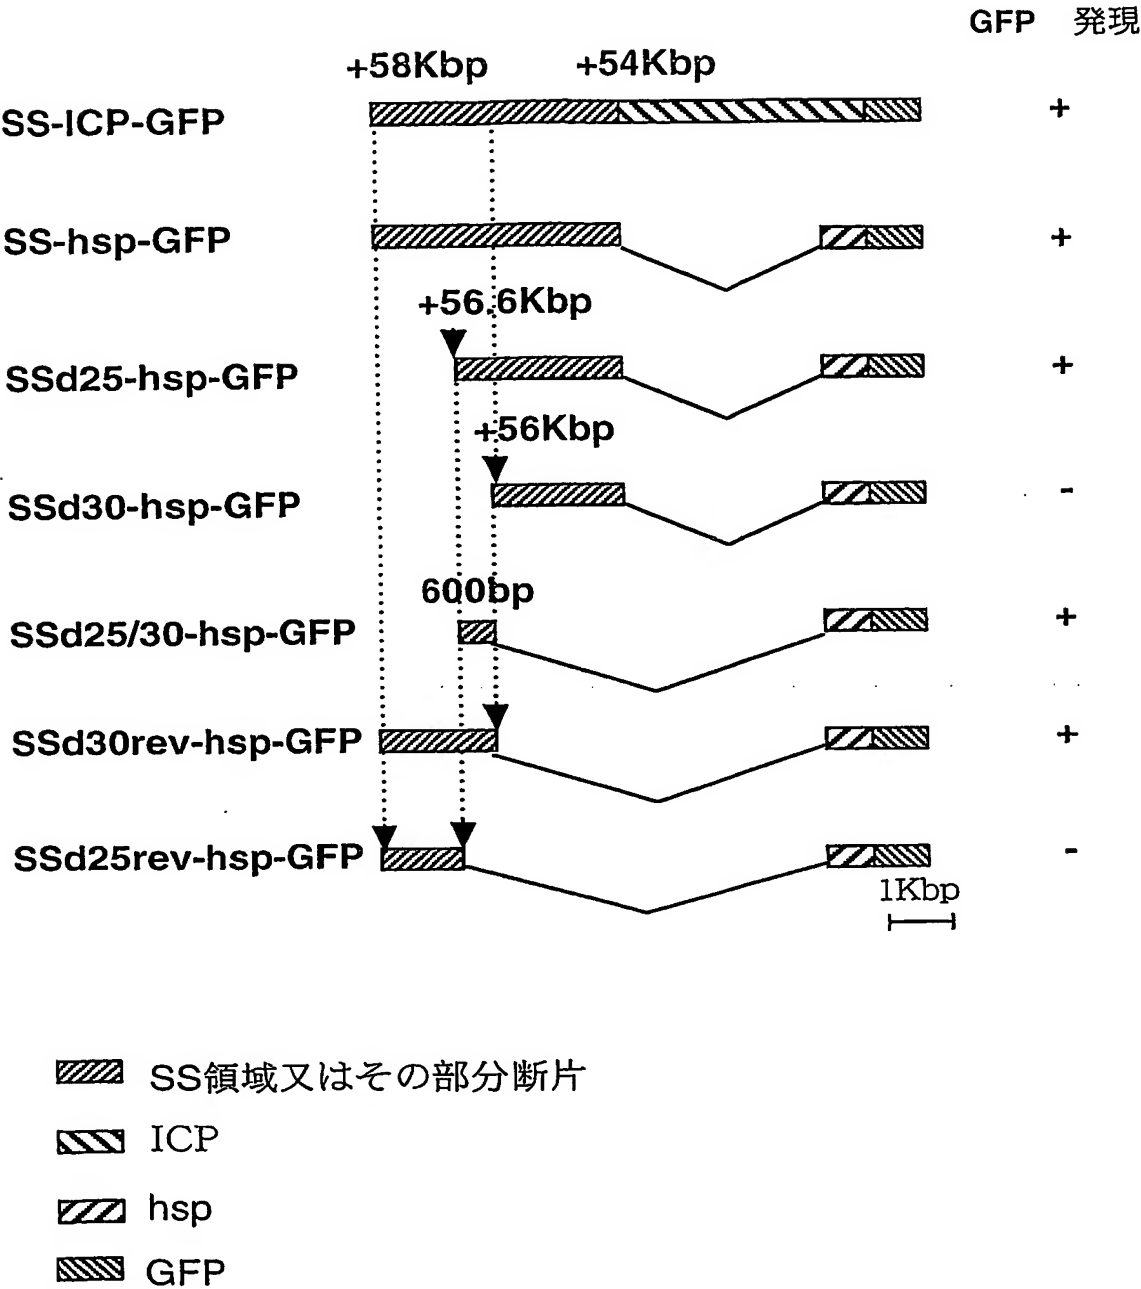 GFP 発現
+58Kbp +54Kbp
SS-ICP-GFP +
SS-hsp-GFP +
+56.6Kbp
SSd25-hsp-GFP +
+56Kbp
SSd30-hsp-GFP -
600bp
SSd25/30-hsp-GFP +
SSd30rev-hsp-GFP +
SSd25rev-hsp-GFP -
1Kbp
SS領域又はその部分断片
ICP
hsp
GFP